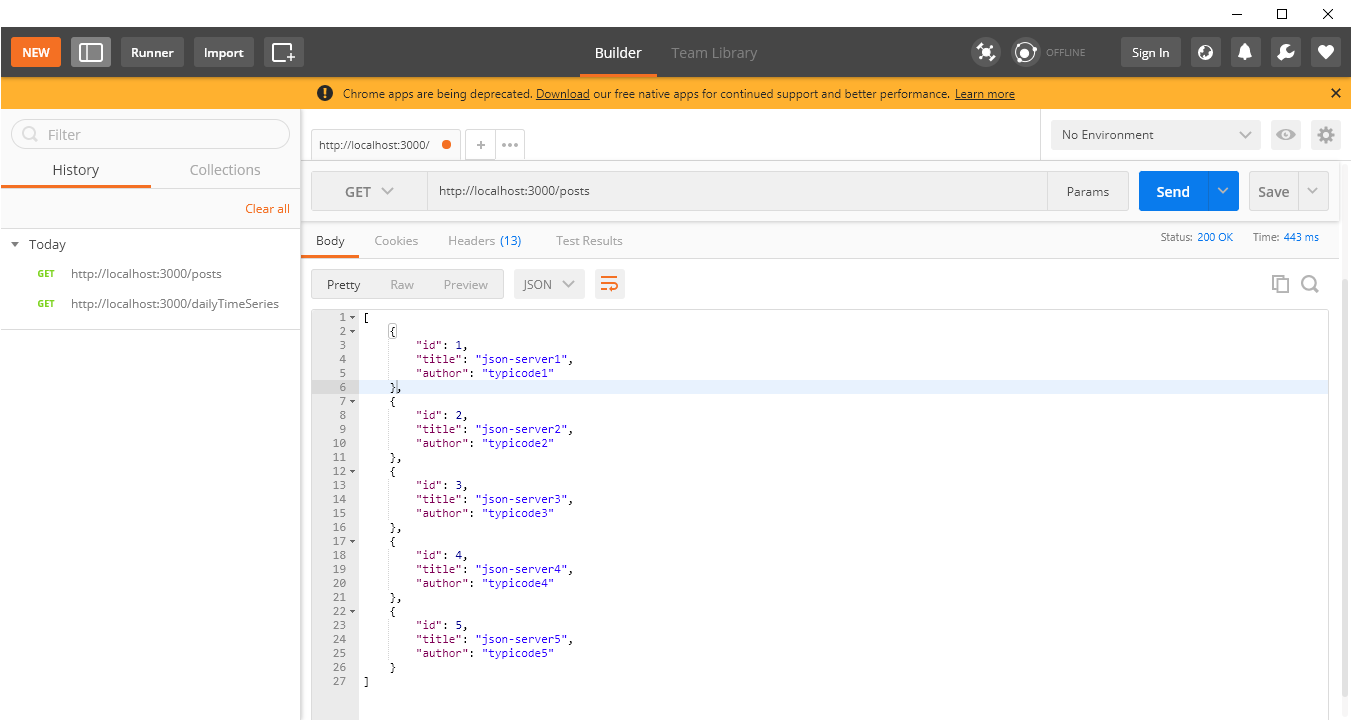 NEW Runner Import Builder Team Library OFFLINE Sign In
Chrome apps are being deprecated. Download our free native apps for continued support and better performance. Learn more
Filter
History Collections
Clear all
Today
GET http://localhost:3000/posts
GET http://localhost:3000/dailyTimeSeries
http://localhost:3000/ + ••• No Environment
GET http://localhost:3000/posts Params Send Save
Body Cookies Headers (13) Test Results Status: 200 OK Time: 443 ms
Pretty Raw Preview JSON
1 [
2 {
3 "id": 1,
4 "title": "json-server1",
5 "author": "typicode1"
6 },
7 {
8 "id": 2,
9 "title": "json-server2",
10 "author": "typicode2"
11 },
12 {
13 "id": 3,
14 "title": "json-server3",
15 "author": "typicode3"
16 },
17 {
18 "id": 4,
19 "title": "json-server4",
20 "author": "typicode4"
21 },
22 {
23 "id": 5,
24 "title": "json-server5",
25 "author": "typicode5"
26 }
27 ]